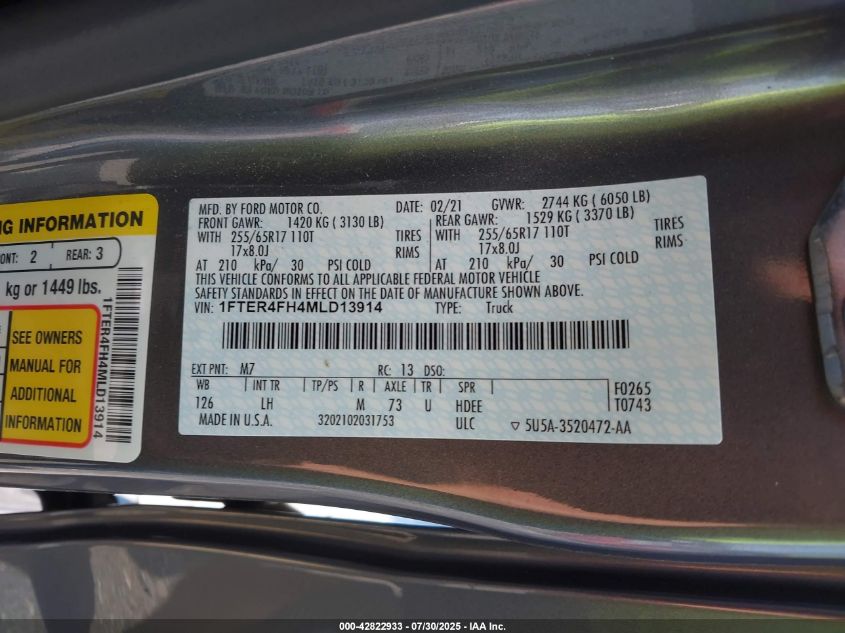 NG INFORMATION
ONT: 2 REAR: 3
kg or 1449 lbs.
SEE OWNERS
MANUAL FOR
ADDITIONAL
INFORMATION
1FTER4FH4MLD13914
MFD. BY FORD MOTOR CO. DATE: 02/21 GVWR: 2744 KG ( 6050 LB)
FRONT GAWR: 1420 KG ( 3130 LB) REAR GAWR: 1529 KG ( 3370 LB)
WITH 255/65R17 110T TIRES WITH 255/65R17 110T TIRES
17x8.0J RIMS 17x8.0J RIMS
AT 210 kPa/ 30 PSI COLD AT 210 kPa/ 30 PSI COLD
THIS VEHICLE CONFORMS TO ALL APPLICABLE FEDERAL MOTOR VEHICLE
SAFETY STANDARDS IN EFFECT ON THE DATE OF MANUFACTURE SHOWN ABOVE.
VIN: 1FTER4FH4MLD13914 TYPE: Truck
EXT PNT: M7 RC: 13 DSO:
WB INT TR TP/PS R AXLE TR SPR F0265
126 LH M 73 U HDEE T0743
MADE IN U.S.A. 3202102031753 ULC ▽ 5U5A-3520472-AA
000-42822933 - 07/30/2025 - IAA Inc.